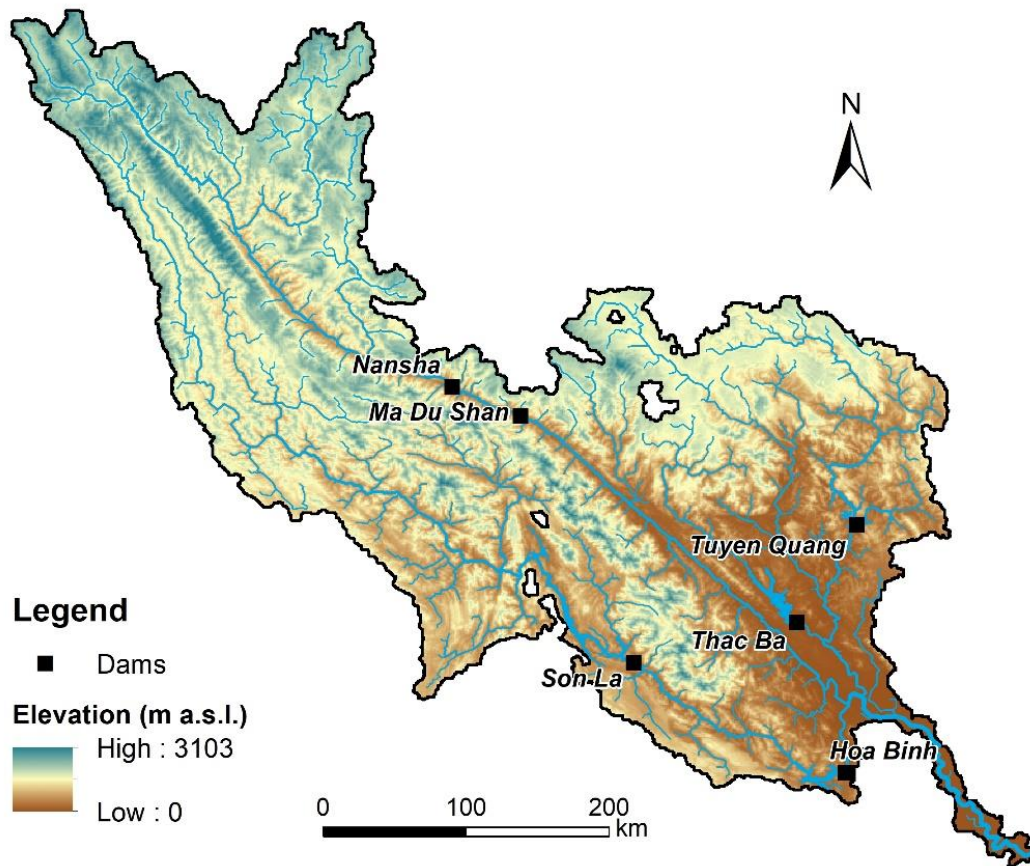 N
Nansha
Ma Du Shan
Tuyen Quang
Thac Ba
Son La
Hoa Binh
Legend
Dams
Elevation (m a.s.l.)
High : 3103
Low : 0
0 100 200
km